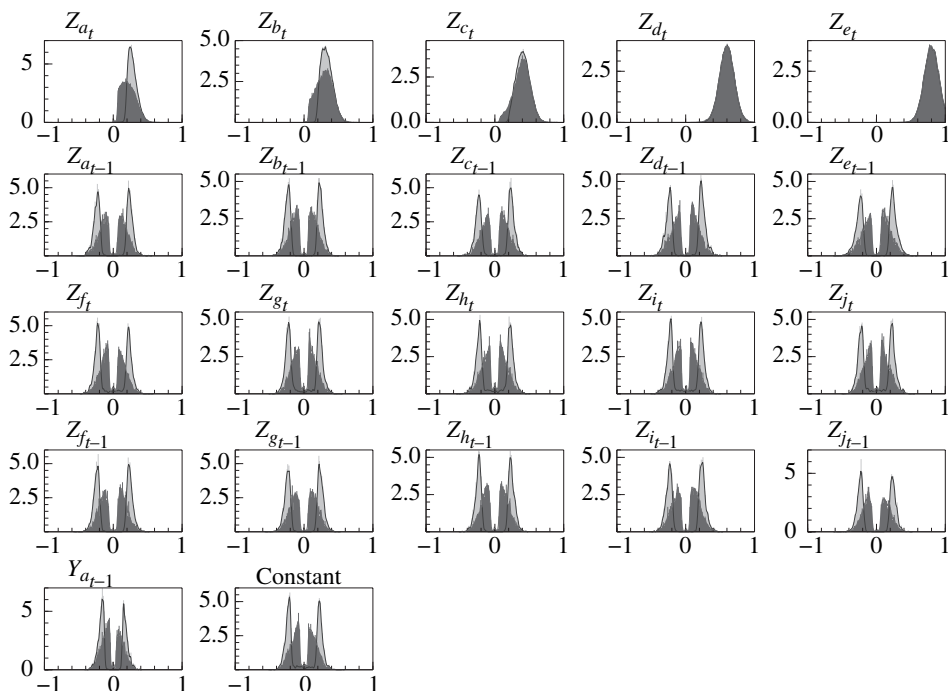 Z_{a_t} Z_{b_t} Z_{c_t} Z_{d_t} Z_{e_t}
5 5.0 2.5 2.5
2.5
0 0.0 0.0 0.0
−1 0 1 −1 0 1 −1 0 1 −1 0 1 −1 0 1
Z_{a_{t−1}} Z_{b_{t−1}} Z_{c_{t−1}} Z_{d_{t−1}} Z_{e_{t−1}}
5.0 5.0 5.0 5.0 5.0
2.5 2.5 2.5 2.5 2.5
−1 0 1 −1 0 1 −1 0 1 −1 0 1 −1 0 1
Z_{f_t} Z_{g_t} Z_{h_t} Z_{i_t} Z_{j_t}
5.0 5.0 5.0 5.0 5.0
2.5 2.5 2.5 2.5 2.5
−1 0 1 −1 0 1 −1 0 1 −1 0 1 −1 0 1
Z_{f_{t−1}} Z_{g_{t−1}} Z_{h_{t−1}} Z_{i_{t−1}} Z_{j_{t−1}}
5.0 5.0 5.0 5.0 5
2.5 2.5 2.5 2.5
0
−1 0 1 −1 0 1 −1 0 1 −1 0 1 −1 0 1
Y_{a_{t−1}} Constant
5 5.0
2.5
0
−1 0 1 −1 0 1